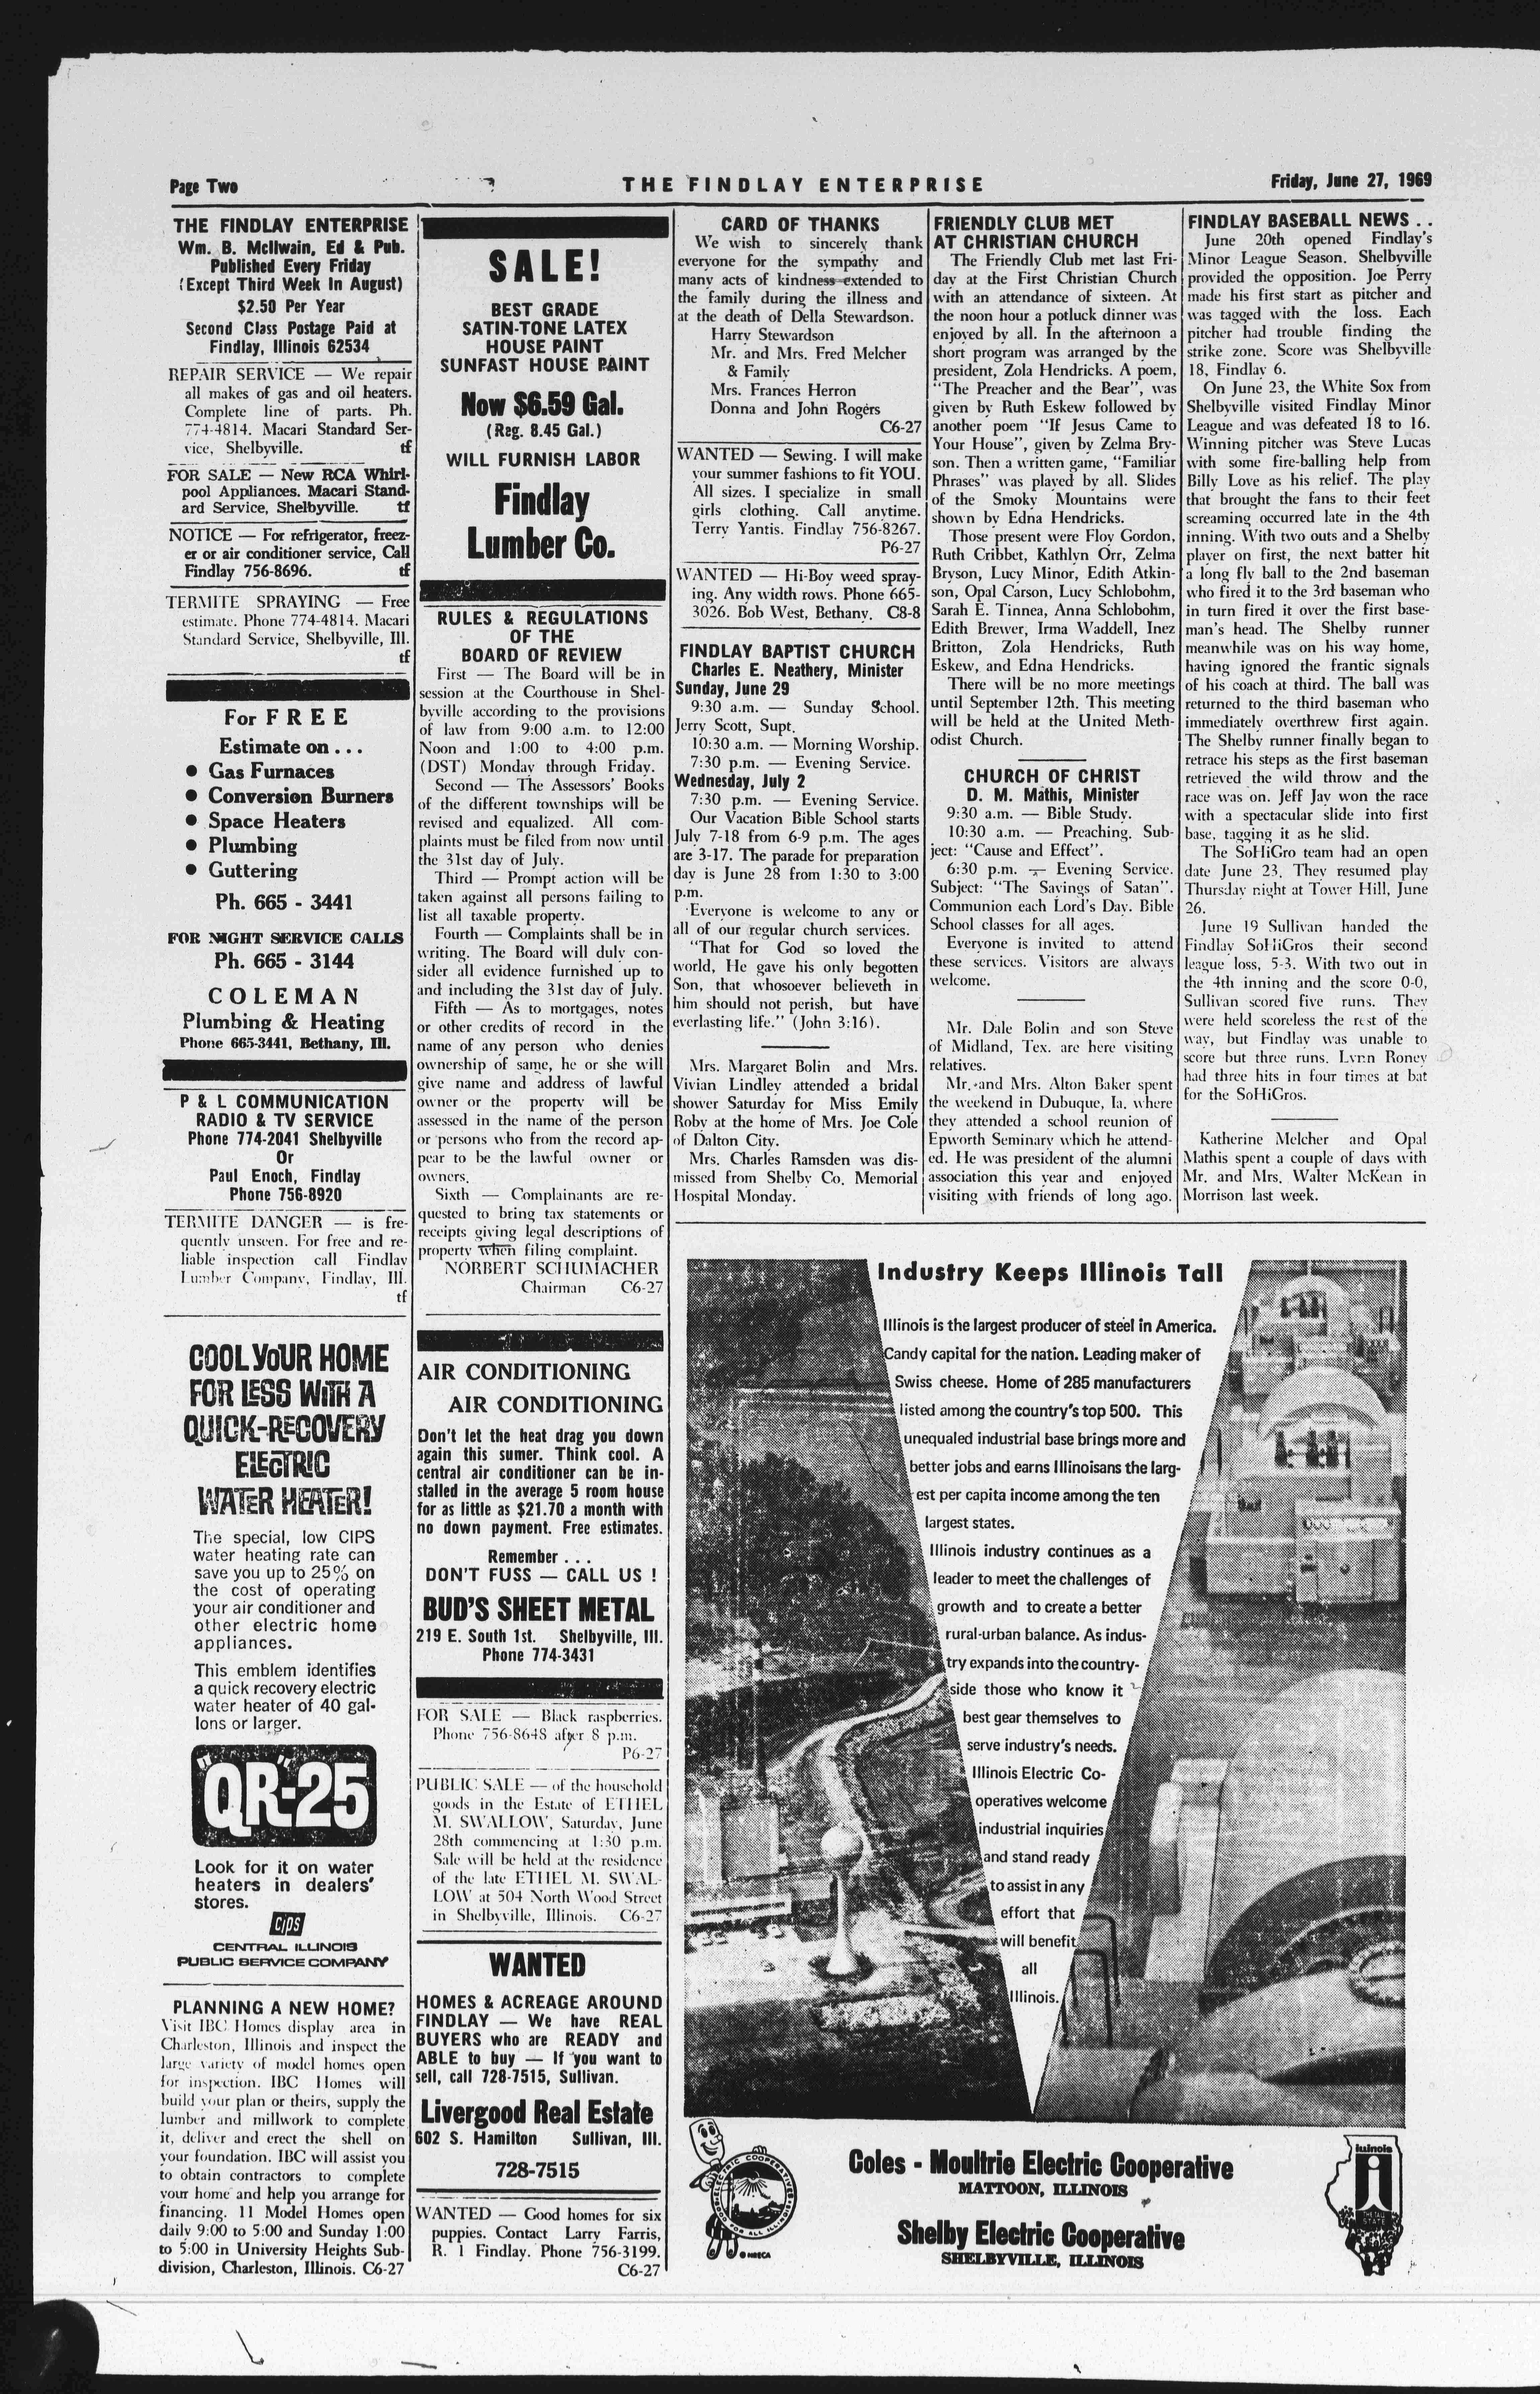 Page Two
THE FINDLAY ENTERPRISE
Friday, June 27, 1969
THE FINDLAY ENTERPRISE
Wm. B. McIlwain, Ed & Pub.
Published Every Friday
(Except Third Week In August)
$2.50 Per Year
Second Class Postage Paid at
Findlay, Illinois 62534
REPAIR SERVICE — We repair
all makes of gas and oil heaters.
Complete line of parts. Ph.
774-4814. Macari Standard Ser-
vice, Shelbyville. tf
FOR SALE — New RCA Whirl-
pool Appliances. Macari Stand-
ard Service, Shelbyville. tf
NOTICE — For refrigerator, freez-
er or air conditioner service, Call
Findlay 756-8696. tf
TERMITE SPRAYING — Free
estimate. Phone 774-4814. Macari
Standard Service, Shelbyville, Ill.
tf
For FREE
Estimate on . . .
● Gas Furnaces
● Conversion Burners
● Space Heaters
● Plumbing
● Guttering
Ph. 665 - 3441
FOR NIGHT SERVICE CALLS
Ph. 665 - 3144
COLEMAN
Plumbing & Heating
Phone 665-3441, Bethany, Ill.
P & L COMMUNICATION
RADIO & TV SERVICE
Phone 774-2041 Shelbyville
Or
Paul Enoch, Findlay
Phone 756-8920
TERMITE DANGER — is fre-
quently unseen. For free and re-
liable inspection call Findlay
Lumber Company, Findlay, Ill.
tf
COOL YOUR HOME
FOR LESS WITH A
QUICK-RECOVERY
ELECTRIC
WATER HEATER!
The special, low CIPS
water heating rate can
save you up to 25% on
the cost of operating
your air conditioner and
other electric home
appliances.
This emblem identifies
a quick recovery electric
water heater of 40 gal-
lons or larger.
"QR-25"
Look for it on water
heaters in dealers'
stores.
CIPS
CENTRAL ILLINOIS
PUBLIC SERVICE COMPANY
PLANNING A NEW HOME?
Visit IBC Homes display area in
Charleston, Illinois and inspect the
large variety of model homes open
for inspection. IBC Homes will
build your plan or theirs, supply the
lumber and millwork to complete
it, deliver and erect the shell on
your foundation. IBC will assist you
to obtain contractors to complete
your home and help you arrange for
financing. 11 Model Homes open
daily 9:00 to 5:00 and Sunday 1:00
to 5:00 in University Heights Sub-
division, Charleston, Illinois. C6-27
SALE!
BEST GRADE
SATIN-TONE LATEX
HOUSE PAINT
SUNFAST HOUSE PAINT
Now $6.59 Gal.
(Reg. 8.45 Gal.)
WILL FURNISH LABOR
Findlay
Lumber Co.
RULES & REGULATIONS
OF THE
BOARD OF REVIEW
First — The Board will be in
session at the Courthouse in Shel-
byville according to the provisions
of law from 9:00 a.m. to 12:00
Noon and 1:00 to 4:00 p.m.
(DST) Monday through Friday.
Second — The Assessors' Books
of the different townships will be
revised and equalized. All com-
plaints must be filed from now until
the 31st day of July.
Third — Prompt action will be
taken against all persons failing to
list all taxable property.
Fourth — Complaints shall be in
writing. The Board will duly con-
sider all evidence furnished up to
and including the 31st day of July.
Fifth — As to mortgages, notes
or other credits of record in the
name of any person who denies
ownership of same, he or she will
give name and address of lawful
owner or the property will be
assessed in the name of the person
or persons who from the record ap-
pear to be the lawful owner or
owners.
Sixth — Complainants are re-
quested to bring tax statements or
receipts giving legal descriptions of
property when filing complaint.
NORBERT SCHUMACHER
Chairman C6-27
AIR CONDITIONING
AIR CONDITIONING
Don't let the heat drag you down
again this sumer. Think cool. A
central air conditioner can be in-
stalled in the average 5 room house
for as little as $21.70 a month with
no down payment. Free estimates.
Remember . . .
DON'T FUSS — CALL US !
BUD'S SHEET METAL
219 E. South 1st. Shelbyville, Ill.
Phone 774-3431
FOR SALE — Black raspberries.
Phone 756-8648 after 8 p.m.
P6-27
PUBLIC SALE — of the household
goods in the Estate of ETHEL
M. SWALLOW, Saturday, June
28th commencing at 1:30 p.m.
Sale will be held at the residence
of the late ETHEL M. SWAL-
LOW at 504 North Wood Street
in Shelbyville, Illinois. C6-27
WANTED
HOMES & ACREAGE AROUND
FINDLAY — We have REAL
BUYERS who are READY and
ABLE to buy — If you want to
sell, call 728-7515, Sullivan.
Livergood Real Estate
602 S. Hamilton Sullivan, Ill.
728-7515
WANTED — Good homes for six
puppies. Contact Larry Farris,
R. 1 Findlay. Phone 756-3199.
C6-27
CARD OF THANKS
We wish to sincerely thank
everyone for the sympathy and
many acts of kindness extended to
the family during the illness and
at the death of Della Stewardson.
Harry Stewardson
Mr. and Mrs. Fred Melcher
& Family
Mrs. Frances Herron
Donna and John Rogers
C6-27
WANTED — Sewing. I will make
your summer fashions to fit YOU.
All sizes. I specialize in small
girls clothing. Call anytime.
Terry Yantis. Findlay 756-8267.
P6-27
WANTED — Hi-Boy weed spray-
ing. Any width rows. Phone 665-
3026. Bob West, Bethany. C8-8
FINDLAY BAPTIST CHURCH
Charles E. Neathery, Minister
Sunday, June 29
9:30 a.m. — Sunday School.
Jerry Scott, Supt.
10:30 a.m. — Morning Worship.
7:30 p.m. — Evening Service.
Wednesday, July 2
7:30 p.m. — Evening Service.
Our Vacation Bible School starts
July 7-18 from 6-9 p.m. The ages
are 3-17. The parade for preparation
day is June 28 from 1:30 to 3:00
p.m.
Everyone is welcome to any or
all of our regular church services.
"That for God so loved the
world, He gave his only begotten
Son, that whosoever believeth in
him should not perish, but have
everlasting life." (John 3:16).
Mrs. Margaret Bolin and Mrs.
Vivian Lindley attended a bridal
shower Saturday for Miss Emily
Roby at the home of Mrs. Joe Cole
of Dalton City.
Mrs. Charles Ramsden was dis-
missed from Shelby Co. Memorial
Hospital Monday.
FRIENDLY CLUB MET
AT CHRISTIAN CHURCH
The Friendly Club met last Fri-
day at the First Christian Church
with an attendance of sixteen. At
the noon hour a potluck dinner was
enjoyed by all. In the afternoon a
short program was arranged by the
president, Zola Hendricks. A poem,
"The Preacher and the Bear", was
given by Ruth Eskew followed by
another poem "If Jesus Came to
Your House", given by Zelma Bry-
son. Then a written game, "Familiar
Phrases" was played by all. Slides
of the Smoky Mountains were
shown by Edna Hendricks.
Those present were Floy Gordon,
Ruth Cribbet, Kathlyn Orr, Zelma
Bryson, Lucy Minor, Edith Atkin-
son, Opal Carson, Lucy Schlobohm,
Sarah E. Tinnea, Anna Schlobohm,
Edith Brewer, Irma Waddell, Inez
Britton, Zola Hendricks, Ruth
Eskew, and Edna Hendricks.
There will be no more meetings
until September 12th. This meeting
will be held at the United Meth-
odist Church.
CHURCH OF CHRIST
D. M. Mathis, Minister
9:30 a.m. — Bible Study.
10:30 a.m. — Preaching. Sub-
ject: "Cause and Effect".
6:30 p.m. — Evening Service.
Subject: "The Sayings of Satan".
Communion each Lord's Day. Bible
School classes for all ages.
Everyone is invited to attend
these services. Visitors are always
welcome.
Mr. Dale Bolin and son Steve
of Midland, Tex. are here visiting
relatives.
Mr. and Mrs. Alton Baker spent
the weekend in Dubuque, Ia. where
they attended a school reunion of
Epworth Seminary which he attend-
ed. He was president of the alumni
association this year and enjoyed
visiting with friends of long ago.
FINDLAY BASEBALL NEWS . .
June 20th opened Findlay's
Minor League Season. Shelbyville
provided the opposition. Joe Perry
made his first start as pitcher and
was tagged with the loss. Each
pitcher had trouble finding the
strike zone. Score was Shelbyville
18, Findlay 6.
On June 23, the White Sox from
Shelbyville visited Findlay Minor
League and was defeated 18 to 16.
Winning pitcher was Steve Lucas
with some fire-balling help from
Billy Love as his relief. The play
that brought the fans to their feet
screaming occurred late in the 4th
inning. With two outs and a Shelby
player on first, the next batter hit
a long fly ball to the 2nd baseman
who fired it to the 3rd baseman who
in turn fired it over the first base-
man's head. The Shelby runner
meanwhile was on his way home,
having ignored the frantic signals
of his coach at third. The ball was
returned to the third baseman who
immediately overthrew first again.
The Shelby runner finally began to
retrace his steps as the first baseman
retrieved the wild throw and the
race was on. Jeff Jay won the race
with a spectacular slide into first
base, tagging it as he slid.
The SoHiGro team had an open
date June 23. They resumed play
Thursday night at Tower Hill, June
26.
June 19 Sullivan handed the
Findlay SoHiGros their second
league loss, 5-3. With two out in
the 4th inning and the score 0-0,
Sullivan scored five runs. They
were held scoreless the rest of the
way, but Findlay was unable to
score but three runs. Lynn Roney
had three hits in four times at bat
for the SoHiGros.
Katherine Melcher and Opal
Mathis spent a couple of days with
Mr. and Mrs. Walter McKean in
Morrison last week.
Industry Keeps Illinois Tall
Illinois is the largest producer of steel in America.
Candy capital for the nation. Leading maker of
Swiss cheese. Home of 285 manufacturers
listed among the country's top 500. This
unequaled industrial base brings more and
better jobs and earns Illinoisans the larg-
est per capita income among the ten
largest states.
Illinois industry continues as a
leader to meet the challenges of
growth and to create a better
rural-urban balance. As indus-
try expands into the country-
side those who know it
best gear themselves to
serve industry's needs.
Illinois Electric Co-
operatives welcome
industrial inquiries
and stand ready
to assist in any
effort that
will benefit
all
Illinois.
ELECTRIC COOPERATIVES
GOOD FOR ALL ILLINOIS
© NRECA
Coles - Moultrie Electric Cooperative
MATTOON, ILLINOIS
Shelby Electric Cooperative
SHELBYVILLE, ILLINOIS
Illinois
i
THE TALL
STATE